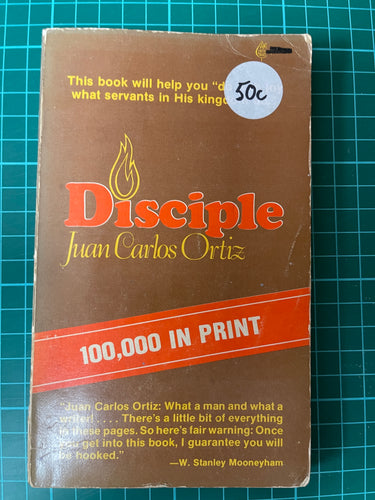 This book will help you "d
what servants in His kingd
50c
Disciple
Juan Carlos Ortiz
100,000 IN PRINT
"Juan Carlos Ortiz: What a man and what a
writer! . . . . There's a little bit of everything
in these pages. So here's fair warning: Once
you get into this book, I guarantee you will
be hooked."
—W. Stanley Mooneyham